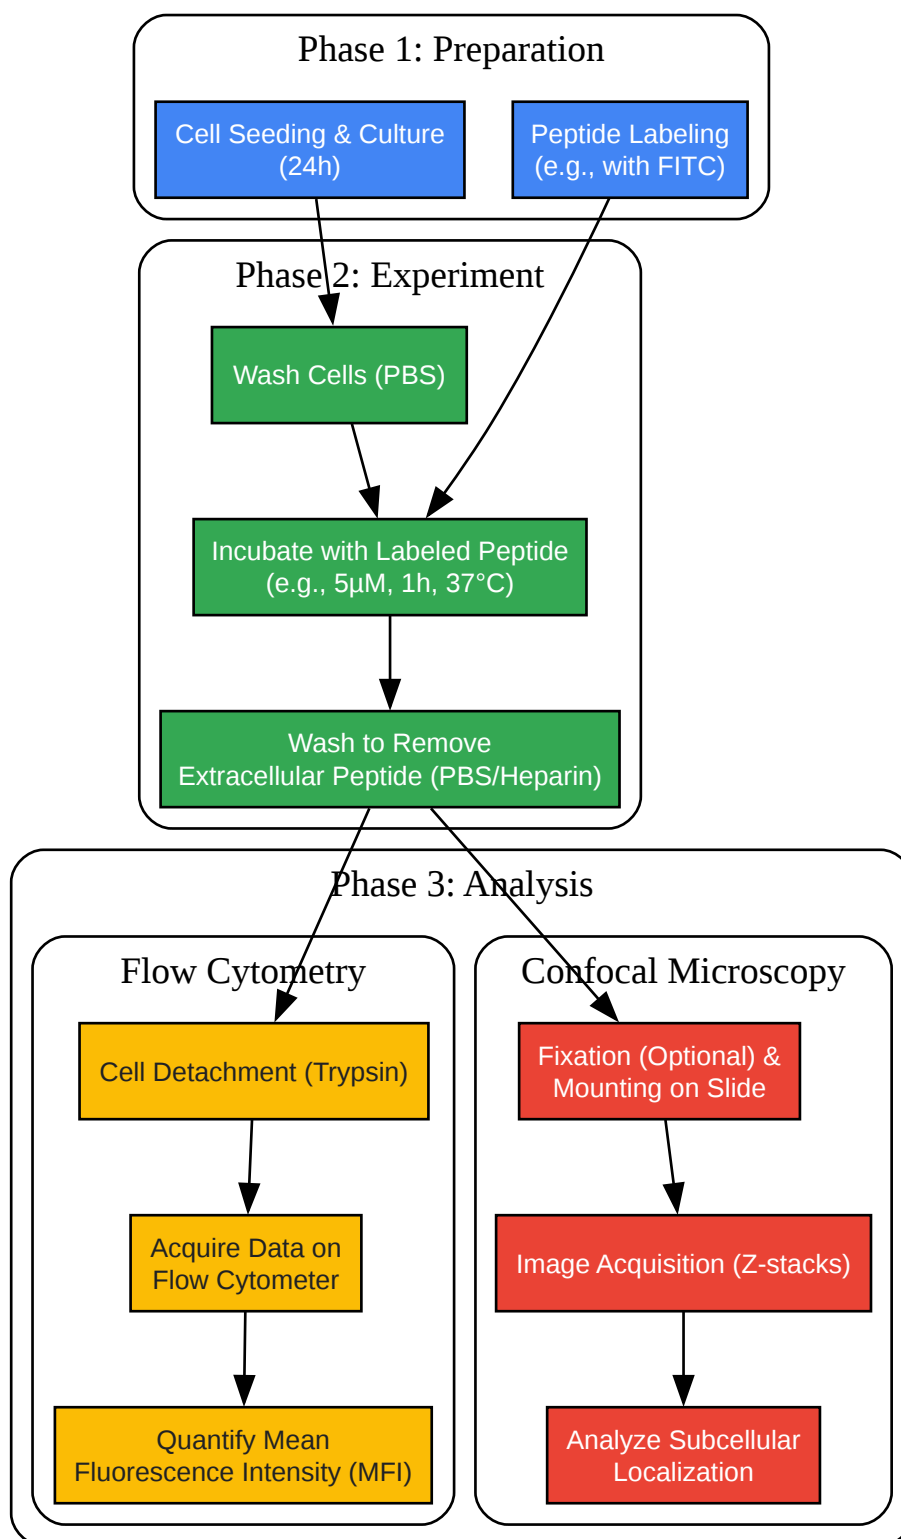 Phase 1: Preparation
Cell Seeding & Culture
(24h)
Peptide Labeling
(e.g., with FITC)
Phase 2: Experiment
Wash Cells (PBS)
Incubate with Labeled Peptide
(e.g., 5µM, 1h, 37°C)
Wash to Remove
Extracellular Peptide (PBS/Heparin)
Phase 3: Analysis
Flow Cytometry
Cell Detachment (Trypsin)
Acquire Data on
Flow Cytometer
Quantify Mean
Fluorescence Intensity (MFI)
Confocal Microscopy
Fixation (Optional) &
Mounting on Slide
Image Acquisition (Z-stacks)
Analyze Subcellular
Localization